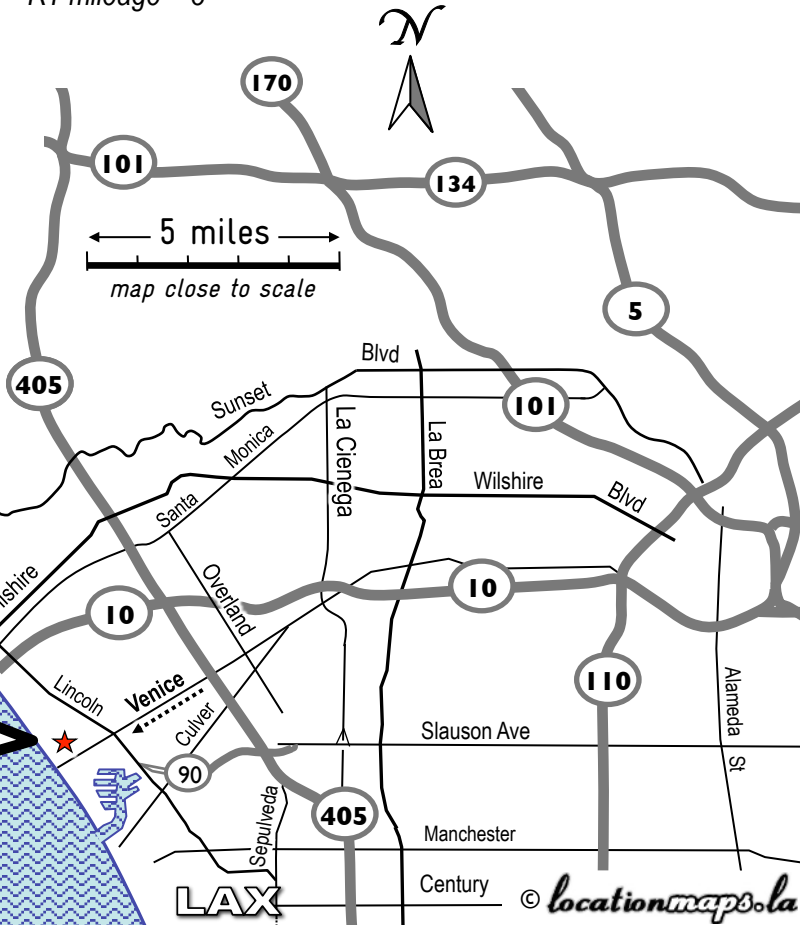 N
170
101
134
5 miles
map close to scale
5
405
Blvd
Sunset
101
La Cienega
La Brea
Santa Monica
Wilshire Blvd
Overland
10
10
Lincoln
Venice
Culver
110
Alameda St
Slauson Ave
90
Sepulveda
405
Manchester
LAX
Century
© locationmaps.la